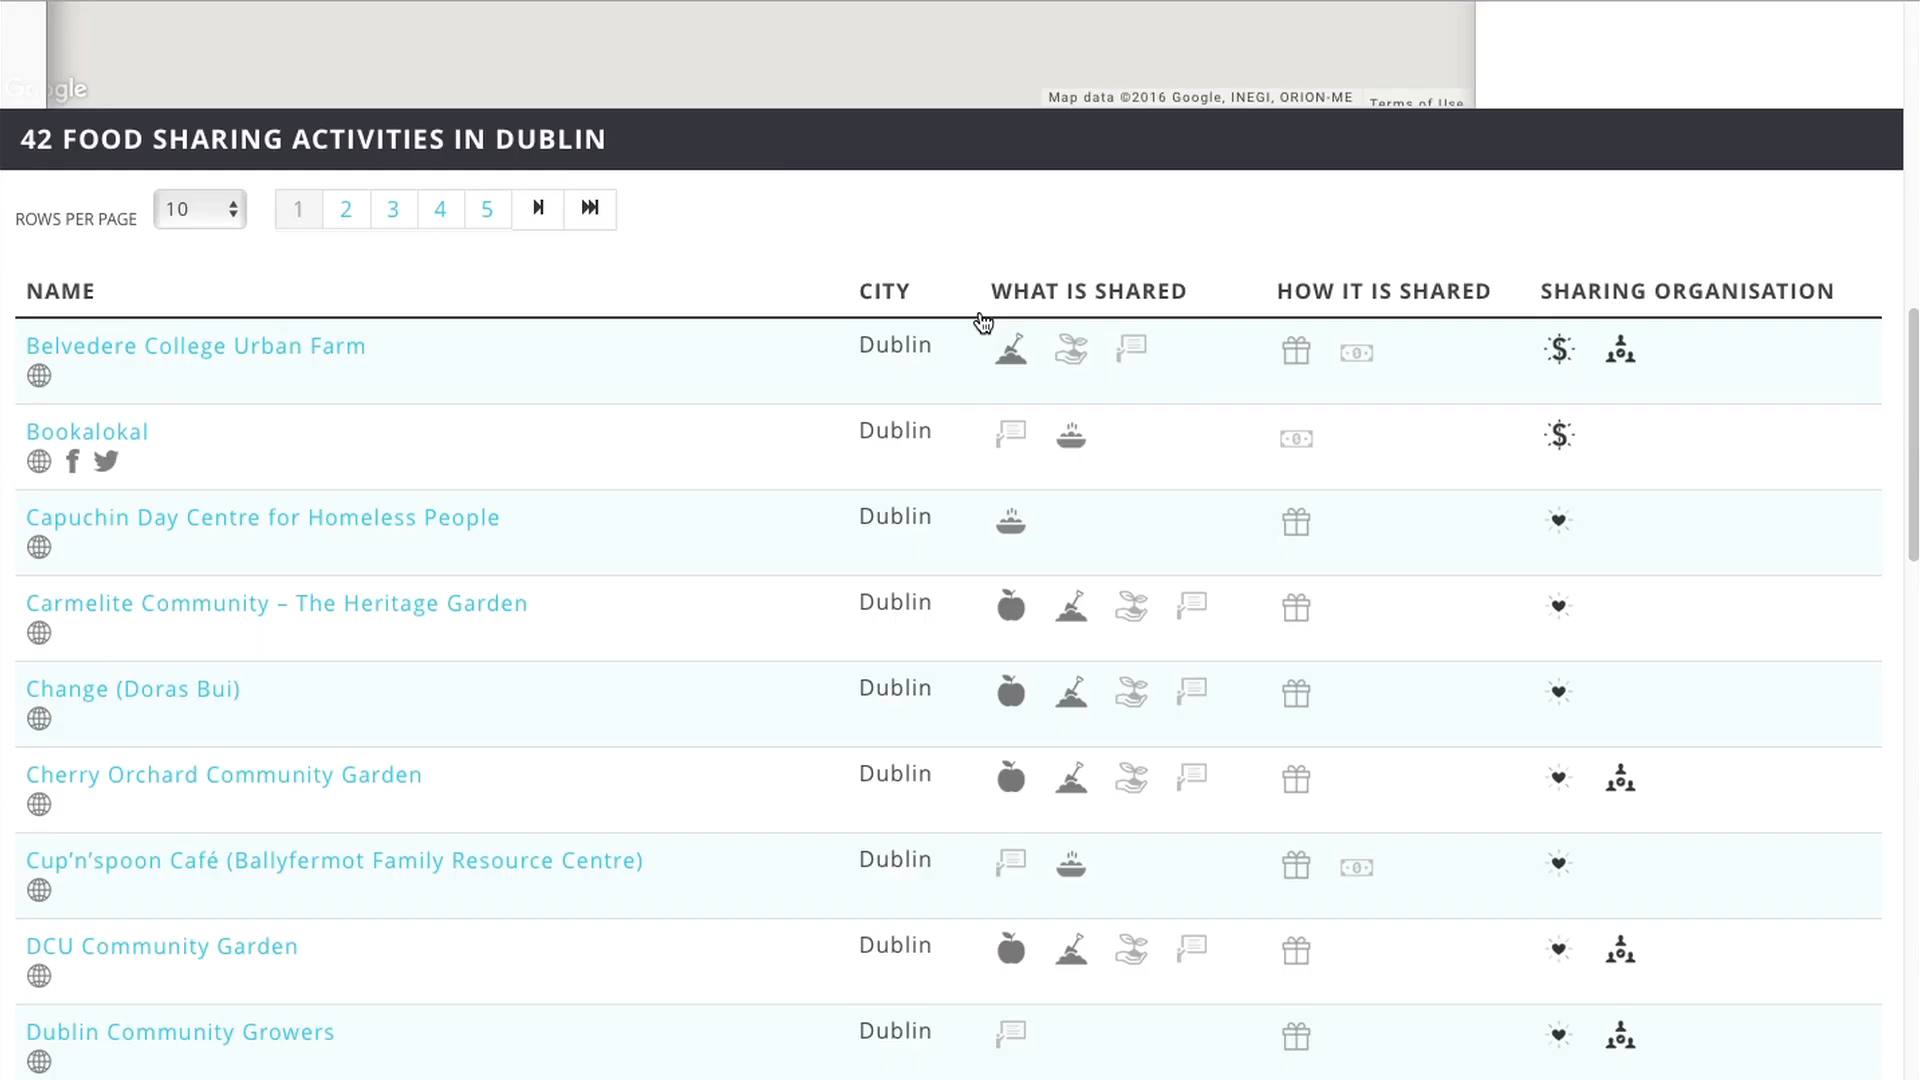 Google
Map data ©2016 Google, INEGI, ORION-ME Terms of Use
42 FOOD SHARING ACTIVITIES IN DUBLIN
ROWS PER PAGE 10 1 2 3 4 5
NAME CITY WHAT IS SHARED HOW IT IS SHARED SHARING ORGANISATION
Belvedere College Urban Farm Dublin
Bookalokal Dublin
Capuchin Day Centre for Homeless People Dublin
Carmelite Community – The Heritage Garden Dublin
Change (Doras Bui) Dublin
Cherry Orchard Community Garden Dublin
Cup’n’spoon Café (Ballyfermot Family Resource Centre) Dublin
DCU Community Garden Dublin
Dublin Community Growers Dublin